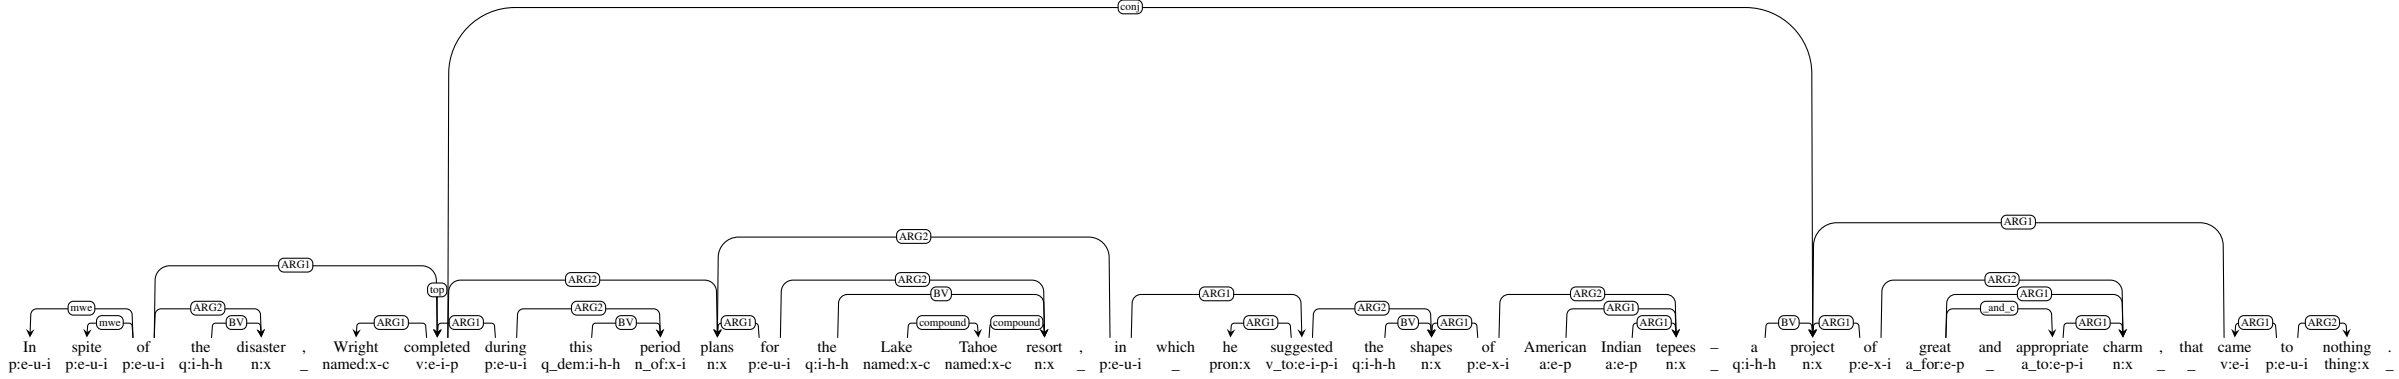 conj
ARG1
ARG2
ARG1 ARG2 ARG2 ARG2
top
BV ARG1 ARG2 ARG1
mwe ARG2 ARG2 ARG2 ARG1 _and_c
mwe BV ARG1 ARG1 BV ARG1 compound compound ARG1 BV ARG1 ARG1 BV ARG1 ARG1 ARG1 ARG2
In spite of the disaster , Wright completed during this period plans for the Lake Tahoe resort , in which he suggested the shapes of American Indian tepees – a project of great and appropriate charm , that came to nothing .
p:e-u-i p:e-u-i p:e-u-i q:i-h-h n:x _ named:x-c v:e-i-p p:e-u-i q_dem:i-h-h n_of:x-i n:x p:e-u-i q:i-h-h named:x-c named:x-c n:x _ p:e-u-i _ pron:x v_to:e-i-p-i q:i-h-h n:x p:e-x-i a:e-p a:e-p n:x _ q:i-h-h n:x p:e-x-i a_for:e-p _ a_to:e-p-i n:x _ _ v:e-i p:e-u-i thing:x _